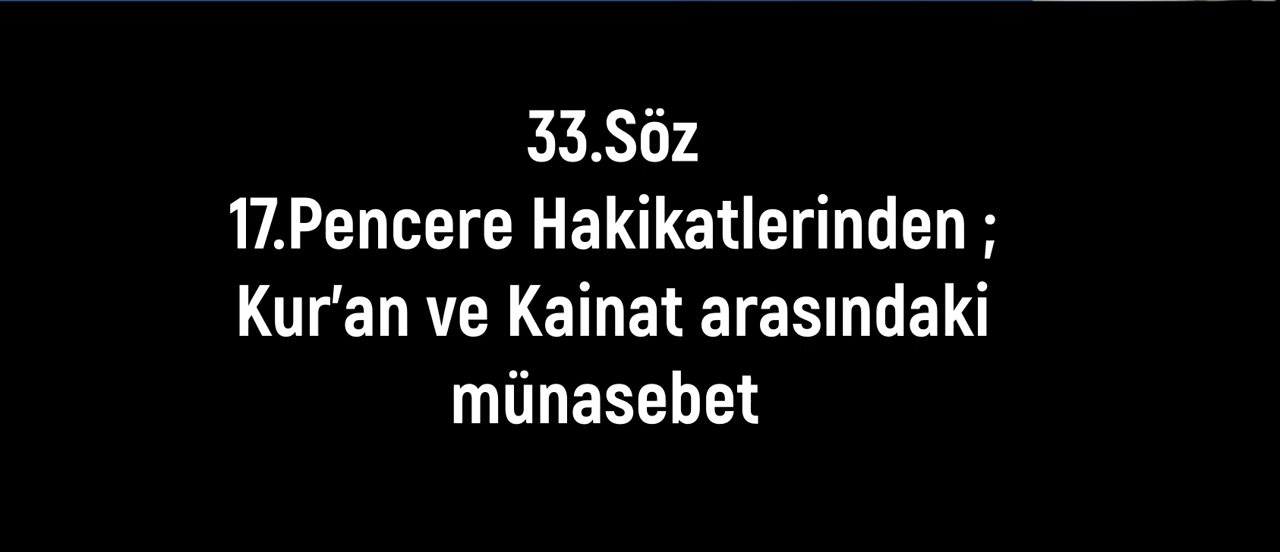 33.Söz
17.Pencere Hakikatlerinden ;
Kur'an ve Kainat arasındaki
münasebet